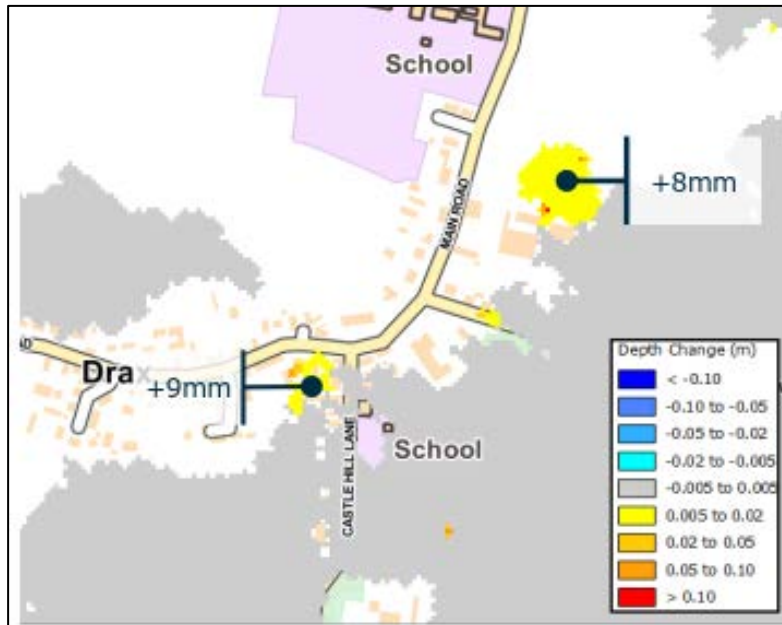 School
+8mm
MAIN ROAD
Drax
+9mm
School
CASTLE HILL LANE
Depth Change (m)
< -0.10
-0.10 to -0.05
-0.05 to -0.02
-0.02 to -0.005
-0.005 to 0.005
0.005 to 0.02
0.02 to 0.05
0.05 to 0.10
> 0.10